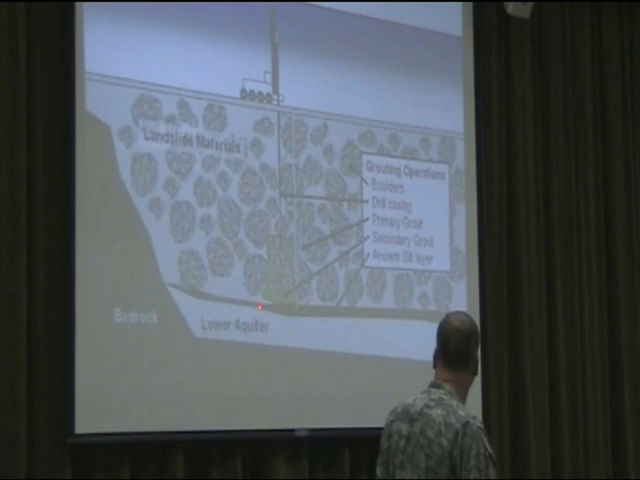 Landslide Materials
Grouting Operations
Boulders
Drill casing
Primary Grout
Secondary Grout
Ancient Silt layer
Bedrock
Lower Aquifer